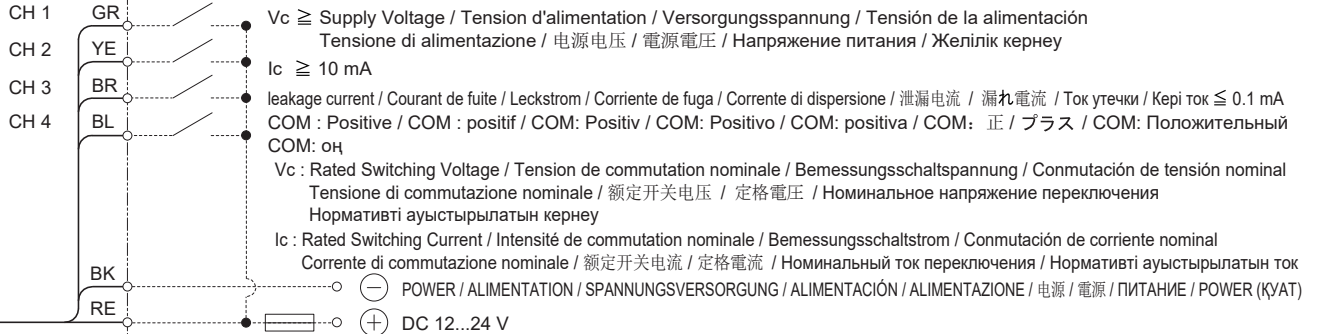 CH 1 GR
Vc ≧ Supply Voltage / Tension d'alimentation / Versorgungsspannung / Tensión de la alimentación
CH 2 YE
Tensione di alimentazione / 电源电压 / 電源電圧 / Напряжение питания / Желілік кернеу
Ic ≧ 10 mA
CH 3 BR
leakage current / Courant de fuite / Leckstrom / Corriente de fuga / Corrente di dispersione / 泄漏电流 / 漏れ電流 / Ток утечки / Кері ток ≦ 0.1 mA
CH 4 BL
COM : Positive / COM : positif / COM: Positiv / COM: Positivo / COM: positiva / COM：正 / プラス / COM: Положительный
COM: оң
Vc : Rated Switching Voltage / Tension de commutation nominale / Bemessungsschaltspannung / Conmutación de tensión nominal
Tensione di commutazione nominale / 额定开关电压 / 定格電圧 / Номинальное напряжение переключения
Нормативті ауыстырылатын кернеу
Ic : Rated Switching Current / Intensité de commutation nominale / Bemessungsschaltstrom / Conmutación de corriente nominal
Corrente di commutazione nominale / 额定开关电流 / 定格電流 / Номинальный ток переключения / Нормативті ауыстырылатын ток
BK
POWER / ALIMENTATION / SPANNUNGSVERSORGUNG / ALIMENTACIÓN / ALIMENTAZIONE / 电源 / 電源 / ПИТАНИЕ / POWER (ҚУАТ)
RE
DC 12...24 V